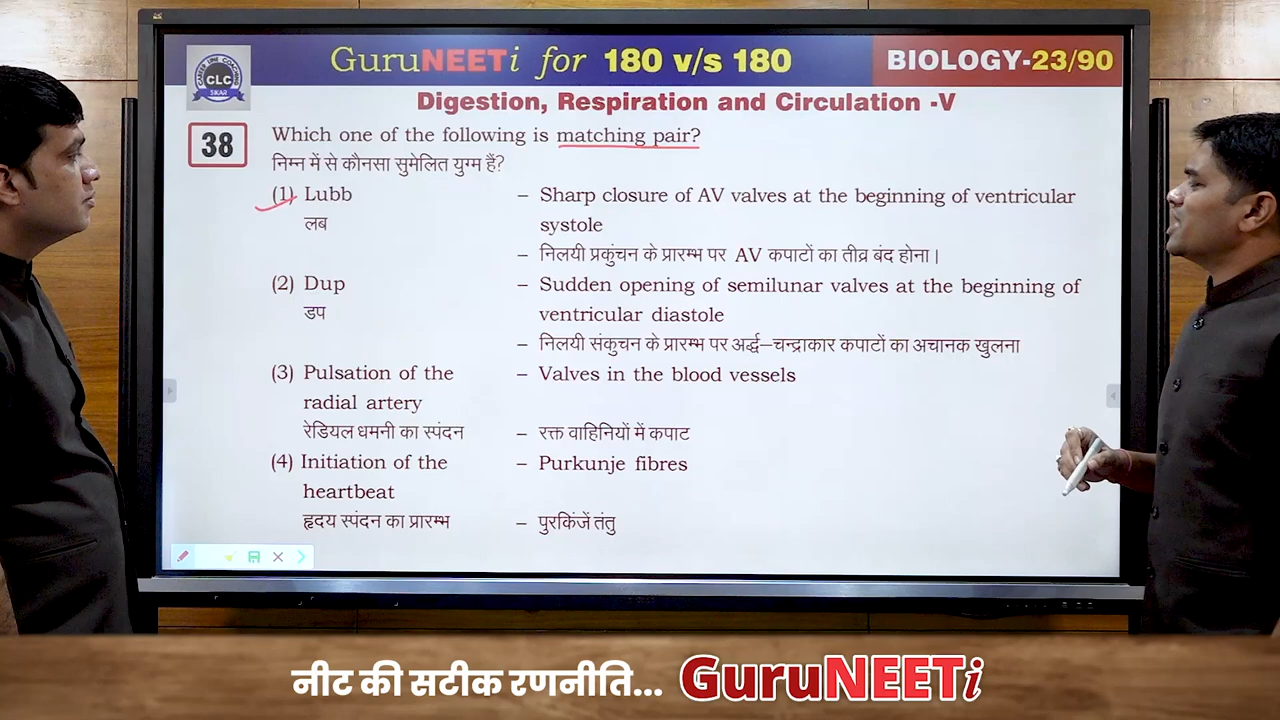 GuruNEETi for 180 v/s 180
BIOLOGY-23/90
CLC
SIKAR
Digestion, Respiration and Circulation -V
38
Which one of the following is matching pair?
निम्न में से कौनसा सुमेलित युग्म हैं?
(1) Lubb – Sharp closure of AV valves at the beginning of ventricular
लब systole
– निलयी प्रकुंचन के प्रारम्भ पर AV कपाटों का तीव्र बंद होना।
(2) Dup – Sudden opening of semilunar valves at the beginning of
डप ventricular diastole
– निलयी संकुचन के प्रारम्भ पर अर्द्ध–चन्द्राकार कपाटों का अचानक खुलना
(3) Pulsation of the – Valves in the blood vessels
radial artery
रेडियल धमनी का स्पंदन – रक्त वाहिनियों में कपाट
(4) Initiation of the – Purkunje fibres
heartbeat
हृदय स्पंदन का प्रारम्भ – पुरकिंजें तंतु
नीट की सटीक रणनीति... GuruNEETi